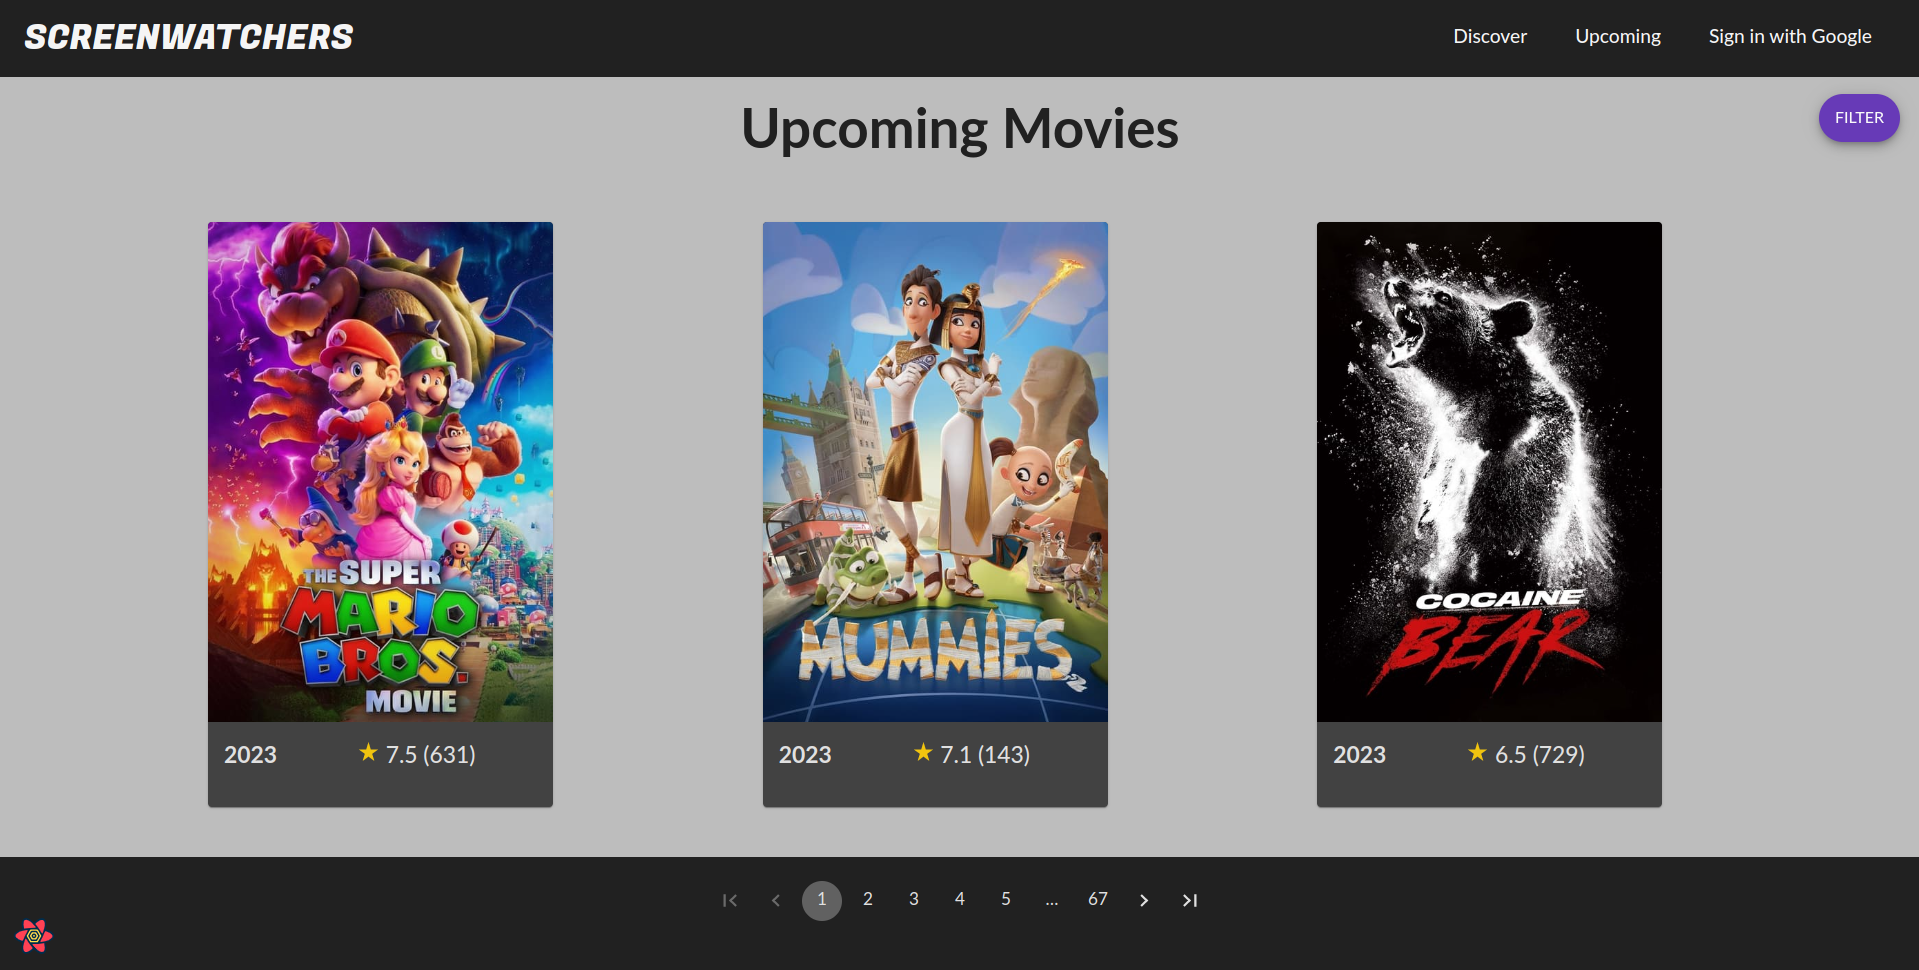 SCREENWATCHERS
Discover
Upcoming
Sign in with Google
Upcoming Movies
FILTER
THE SUPER
MARIO
BROS.
MOVIE
MUMMIES
COCAINE
BEAR
2023
★ 7.5 (631)
2023
★ 7.1 (143)
2023
★ 6.5 (729)
1
2
3
4
5
...
67